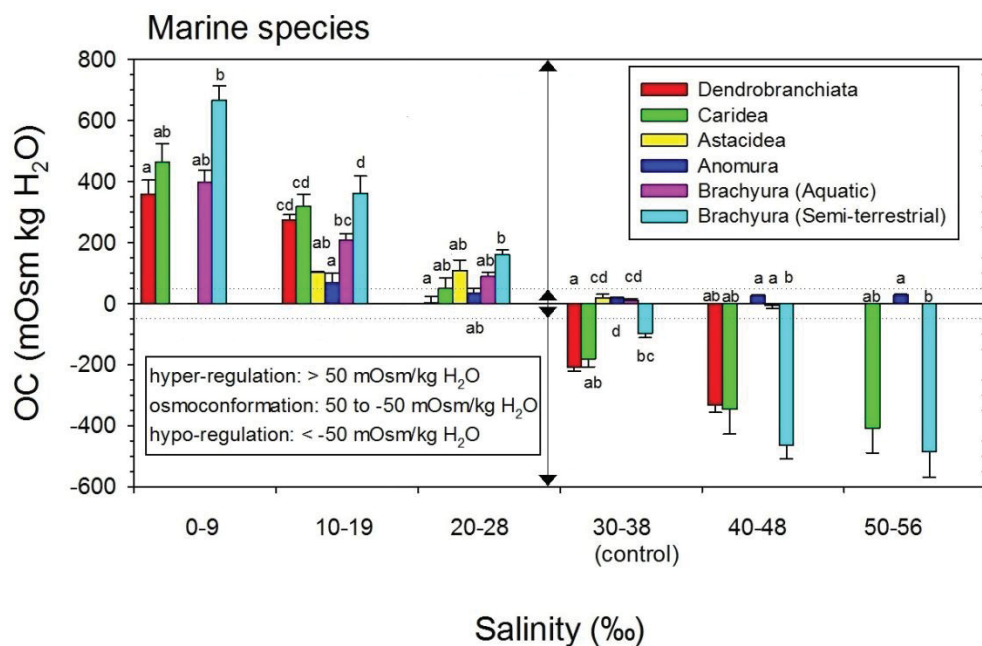 Marine species
OC (mOsm kg H₂O)
800
600
400
200
0
-200
-400
-600
a
ab
ab
b
cd
cd
ab
a
bc
d
a
ab
ab
ab
ab
b
a
ab
cd
d
cd
bc
ab
ab
a
a
b
ab
a
b
Dendrobranchiata
Caridea
Astacidea
Anomura
Brachyura (Aquatic)
Brachyura (Semi-terrestrial)
hyper-regulation: > 50 mOsm/kg H₂O
osmoconformation: 50 to -50 mOsm/kg H₂O
hypo-regulation: < -50 mOsm/kg H₂O
0-9
10-19
20-28
30-38
(control)
40-48
50-56
Salinity (‰)